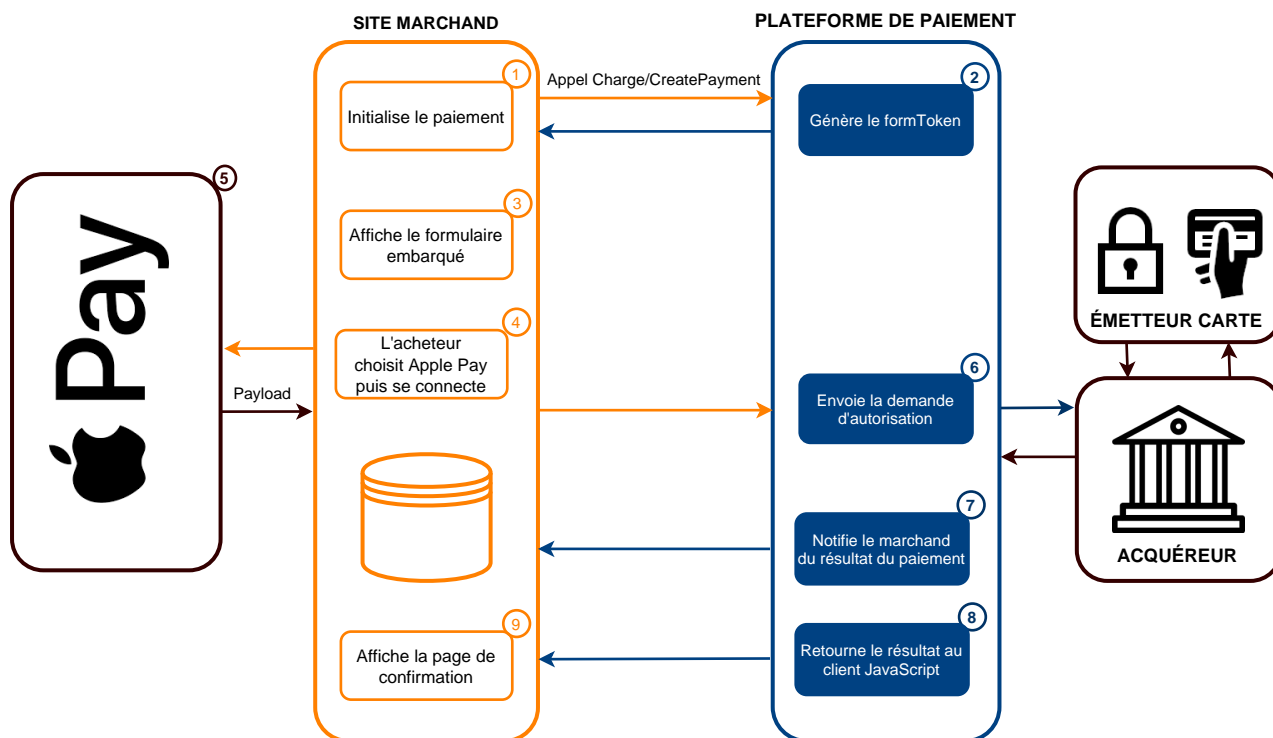 SITE MARCHAND
PLATEFORME DE PAIEMENT
1
Initialise le paiement
Appel Charge/CreatePayment
2
Génère le formToken
5
Pay
3
Affiche le formulaire
embarqué
4
L'acheteur
choisit Apple Pay
puis se connecte
Payload
ÉMETTEUR CARTE
6
Envoie la demande
d'autorisation
ACQUÉREUR
7
Notifie le marchand
du résultat du paiement
8
Retourne le résultat au
client JavaScript
9
Affiche la page de
confirmation